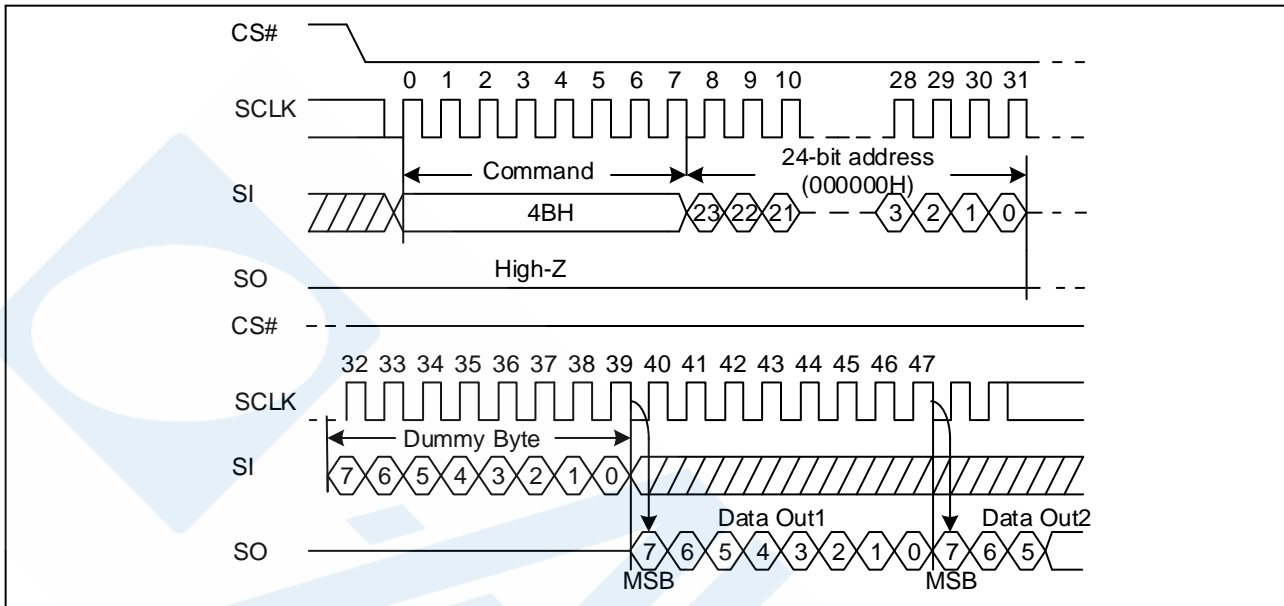 CS#
0 1 2 3 4 5 6 7 8 9 10 28 29 30 31
SCLK
Command
24-bit address
(000000H)
SI
4BH 23 22 21 3 2 1 0
SO
High-Z
CS#
32 33 34 35 36 37 38 39 40 41 42 43 44 45 46 47
SCLK
Dummy Byte
SI
7 6 5 4 3 2 1 0
Data Out1 Data Out2
SO
7 6 5 4 3 2 1 0 7 6 5
MSB MSB